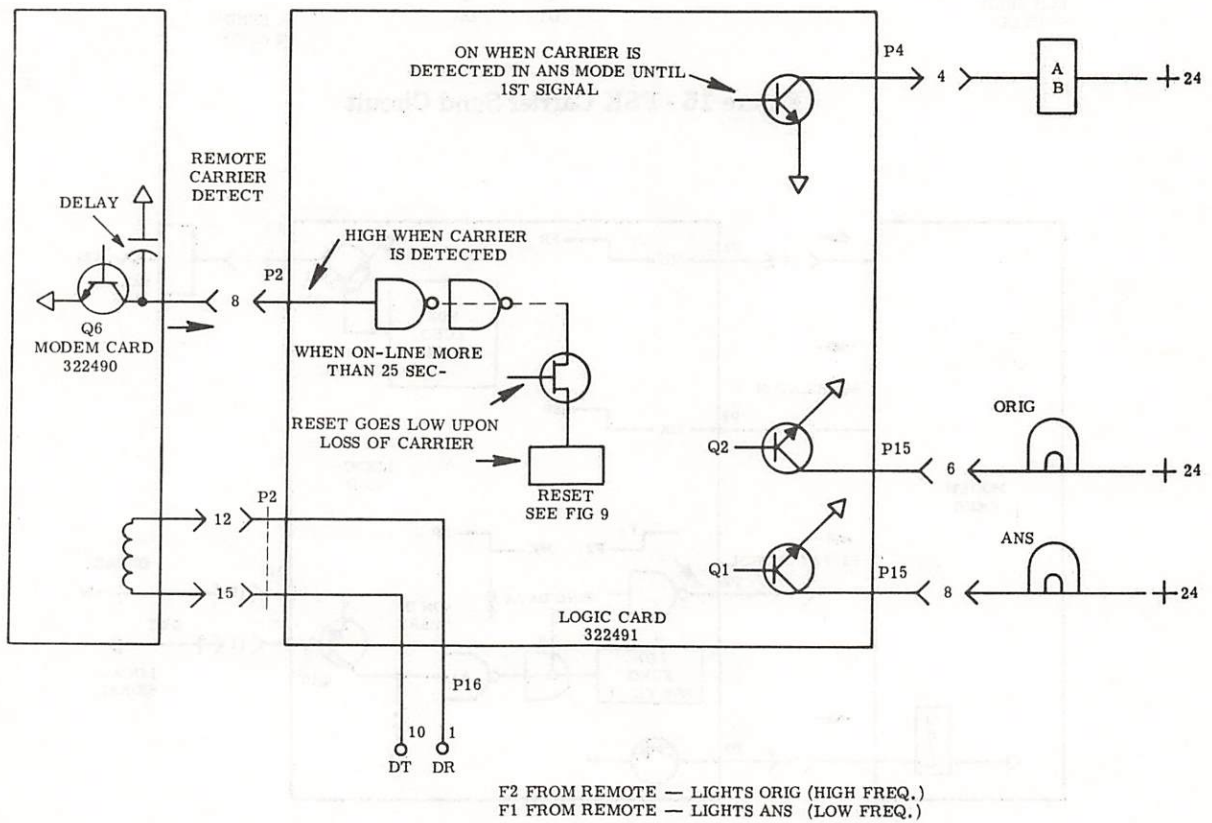 ON WHEN CARRIER IS
DETECTED IN ANS MODE UNTIL
1ST SIGNAL
P4
4
A
B
24
REMOTE
CARRIER
DETECT
DELAY
HIGH WHEN CARRIER
IS DETECTED
P2
8
Q6
MODEM CARD
322490
WHEN ON-LINE MORE
THAN 25 SEC-
RESET GOES LOW UPON
LOSS OF CARRIER
RESET
SEE FIG 9
Q2
P15
6
ORIG
24
Q1
P15
8
ANS
24
P2
12
15
LOGIC CARD
322491
P16
10
1
DT
DR
F2 FROM REMOTE — LIGHTS ORIG (HIGH FREQ.)
F1 FROM REMOTE — LIGHTS ANS (LOW FREQ.)